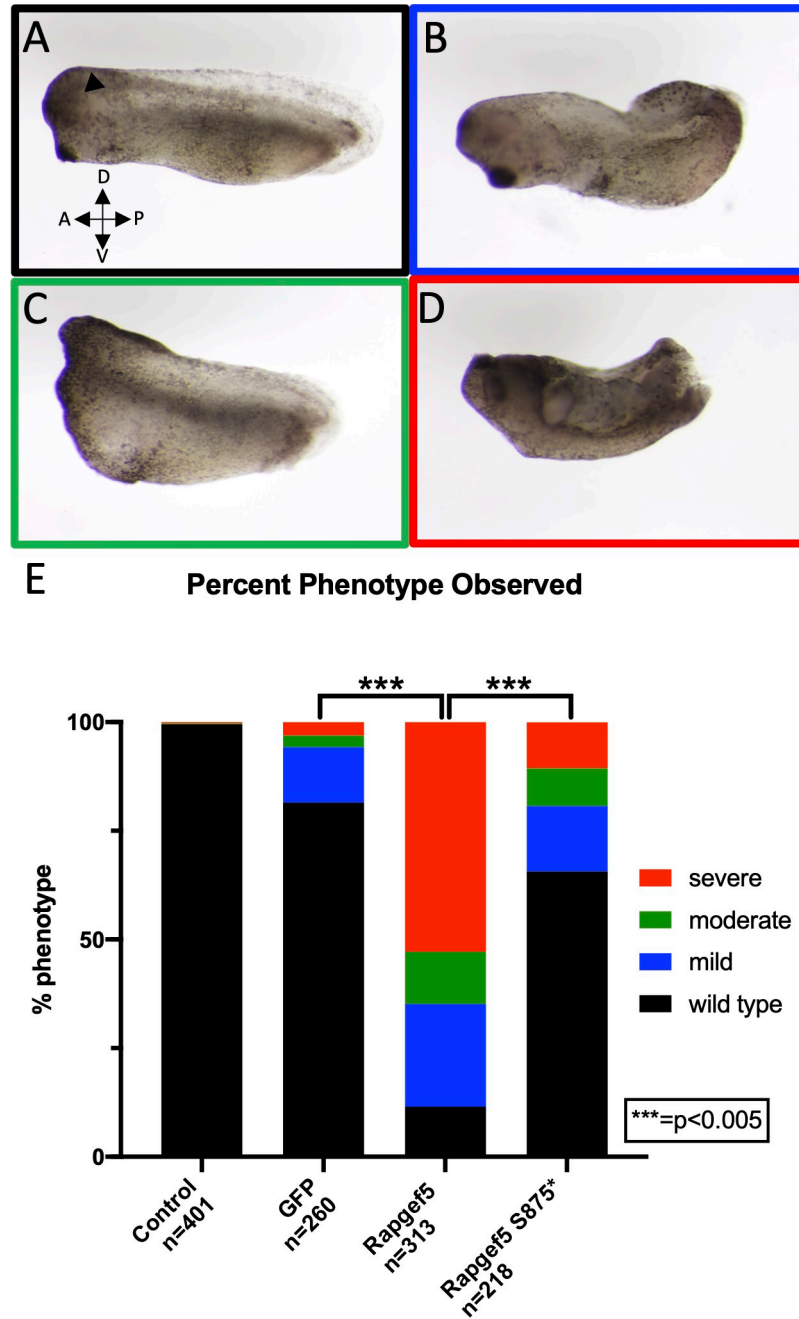 A
B
D
A
P
V
C
D
E
Percent Phenotype Observed
***
***
100
50
0
% phenotype
severe
moderate
mild
wild type
***=p<0.005
Control
n=401
GFP
n=260
Rapgef5
n=313
Rapgef5 S875*
n=218